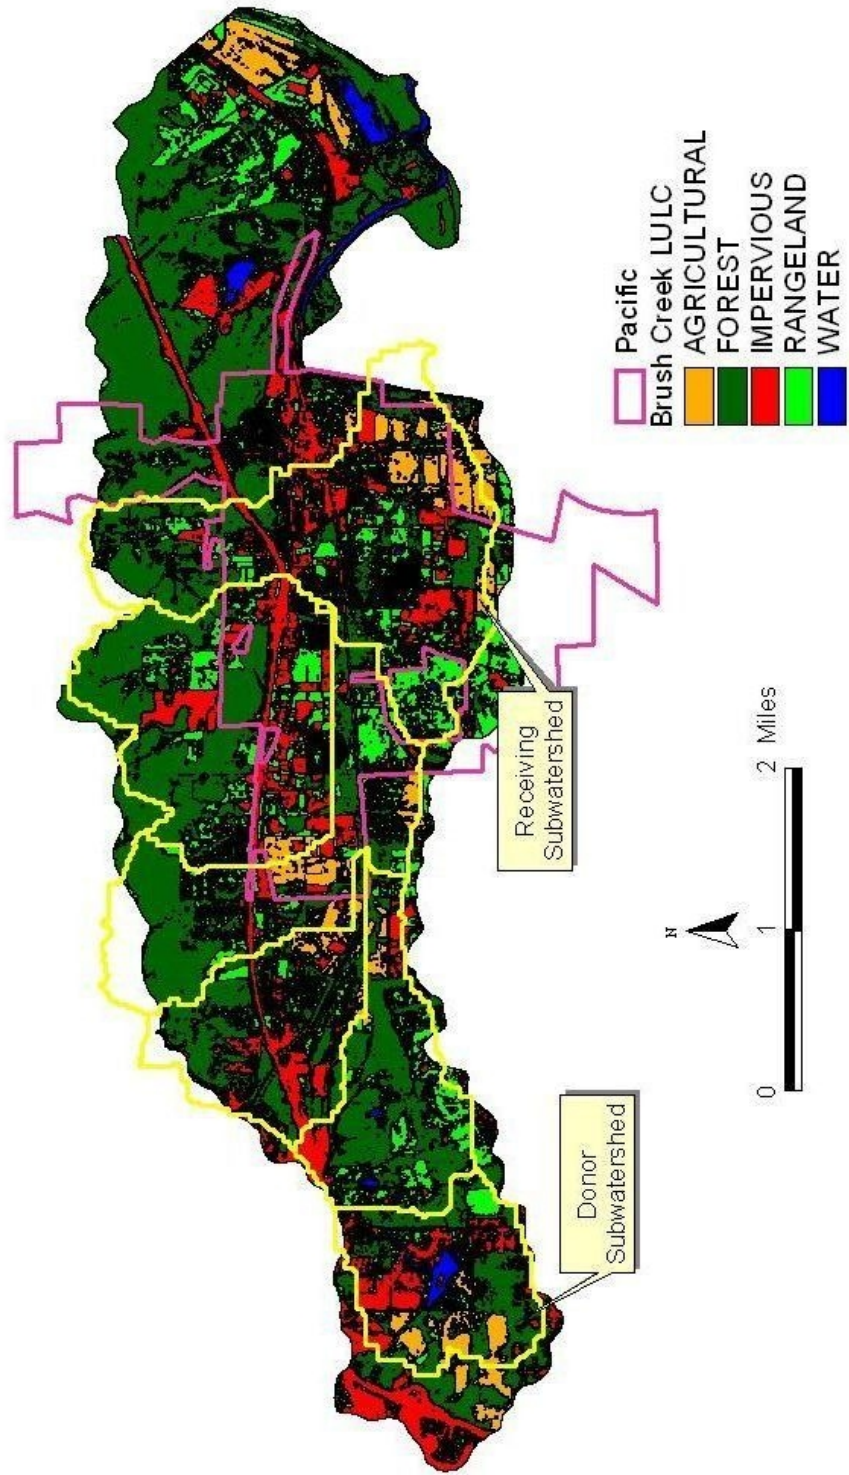 Receiving
Subwatershed
Donor
Subwatershed
N
0
1
2 Miles
Pacific
Brush Creek LULC
AGRICULTURAL
FOREST
IMPERVIOUS
RANGELAND
WATER